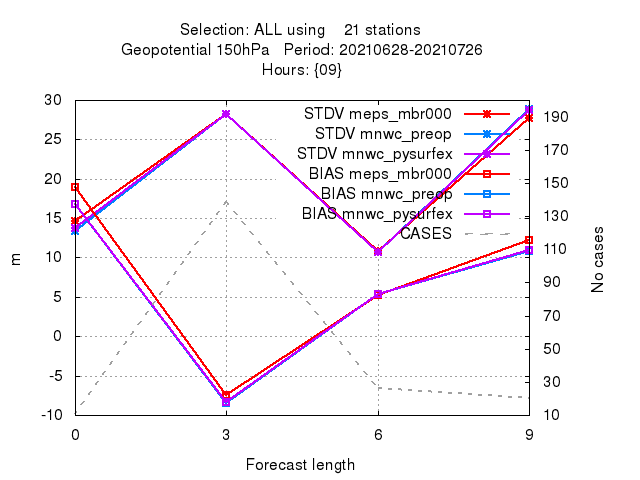 Selection: ALL using    21 stations
Geopotential 150hPa   Period: 20210628-20210726
Hours: {09}
30
25
20
15
10
5
0
-5
-10
m
STDV meps_mbr000
STDV mnwc_preop
STDV mnwc_pysurfex
BIAS meps_mbr000
BIAS mnwc_preop
BIAS mnwc_pysurfex
CASES
190
170
150
130
110
90
70
50
30
10
No cases
0 3 6 9
Forecast length